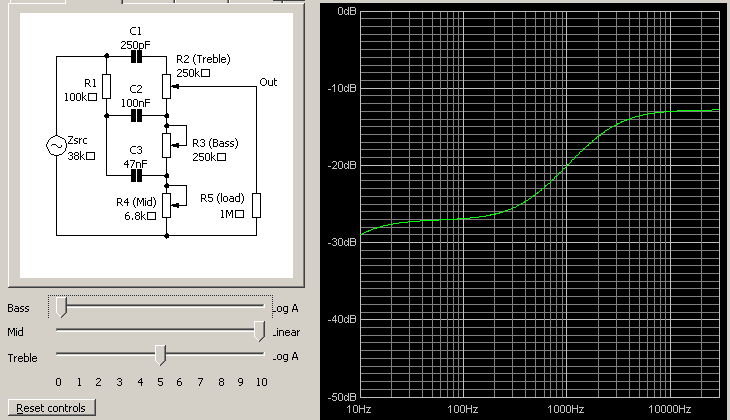 C1
250pF
R2 (Treble)
250k□
Out
R1
100k□
C2
100nF
Zsrc
38k□
R3 (Bass)
250k□
C3
47nF
R4 (Mid)
6.8k□
R5 (load)
1M□
Bass
Log A
Mid
Linear
Treble
Log A
0 1 2 3 4 5 6 7 8 9 10
Reset controls
0dB
-10dB
-20dB
-30dB
-40dB
-50dB
10Hz 100Hz 1000Hz 10000Hz